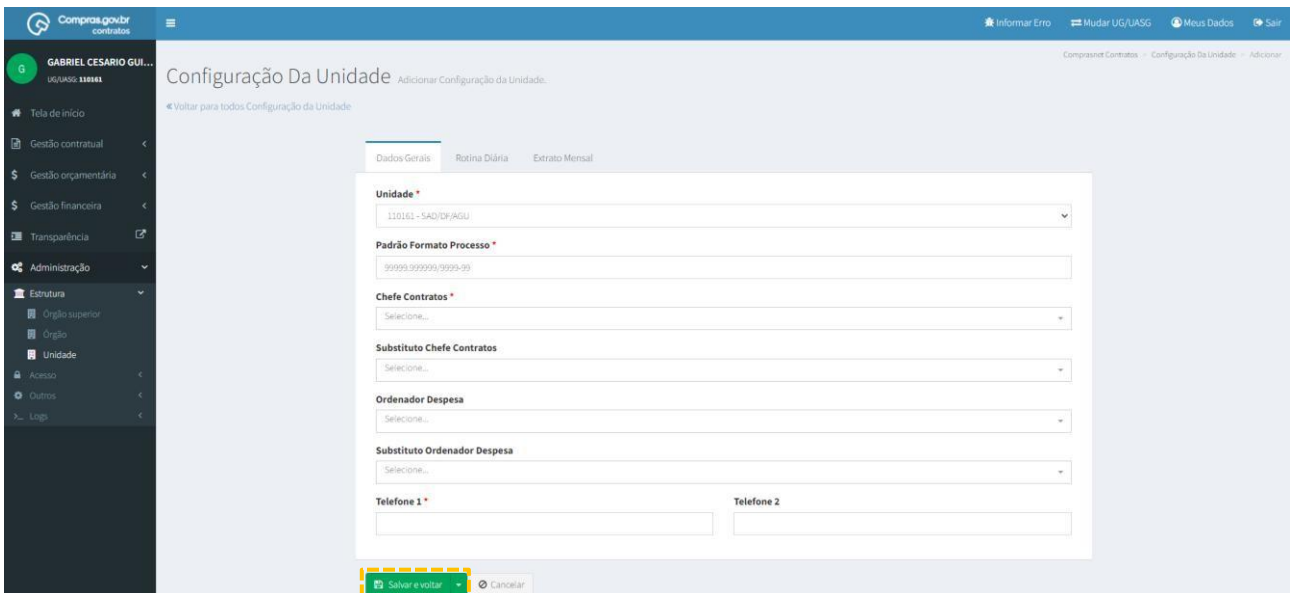 Compras.gov.br
contratos
Informar Erro
Mudar UG/UASG
Meus Dados
Sair
G
GABRIEL CESARIO GUI...
UG/UASG: 110161
Tela de início
Gestão contratual
Gestão orçamentária
Gestão financeira
Transparência
Administração
Estrutura
Órgão superior
Órgão
Unidade
Acesso
Outros
Logs
Comprasnet Contratos > Configuração Da Unidade > Adicionar
Configuração Da Unidade Adicionar Configuração da Unidade.
«Voltar para todos Configuração da Unidade
Dados Gerais
Rotina Diária
Extrato Mensal
Unidade *
110161 - SAD/DF/AGU
Padrão Formato Processo *
99999.999999/9999-99
Chefe Contratos *
Selecione...
Substituto Chefe Contratos
Selecione...
Ordenador Despesa
Selecione...
Substituto Ordenador Despesa
Selecione...
Telefone 1 *
Telefone 2
Salvar e voltar
Cancelar